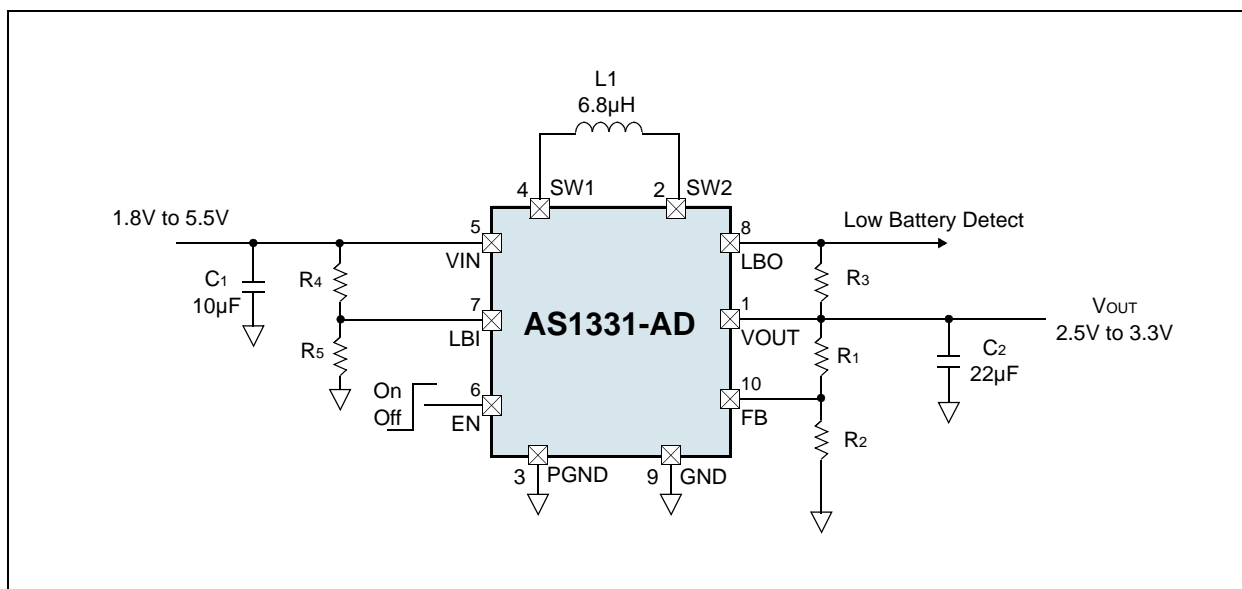 L1
6.8µH
4
SW1
2
SW2
1.8V to 5.5V
5
VIN
8
LBO
Low Battery Detect
C1
10µF
R4
R3
7
LBI
AS1331-AD
1
VOUT
VOUT
2.5V to 3.3V
R5
R1
C2
22µF
On
Off
6
EN
10
FB
R2
3
PGND
9
GND